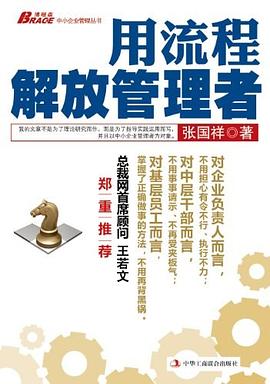 博瑞森
BRACE 中小企业管理丛书
用流程
解放管理者
我的文章不是为了理论研究而作，而是为了指导实践运用而写，
并且以中小企业管理者为对象。
张国祥 著
对企业负责人而言，
不用担心有令不行、执行不力；
对中层干部而言，
不用事事请示、不再受夹板气；
对基层员工而言，
掌握了正确做事的方法，不用再背黑锅。
总裁网首席顾问 王若文
郑重推荐
中华工商联合出版社